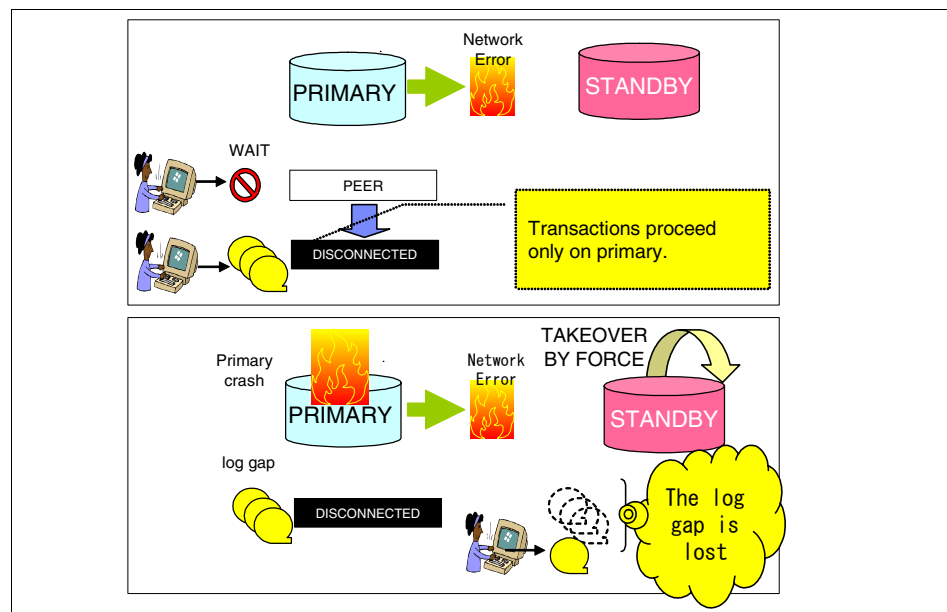 Network
Error
PRIMARY
STANDBY
WAIT
PEER
DISCONNECTED
Transactions proceed
only on primary.
TAKEOVER
BY FORCE
Primary
crash
Network
Error
PRIMARY
STANDBY
log gap
DISCONNECTED
The log
gap is
lost